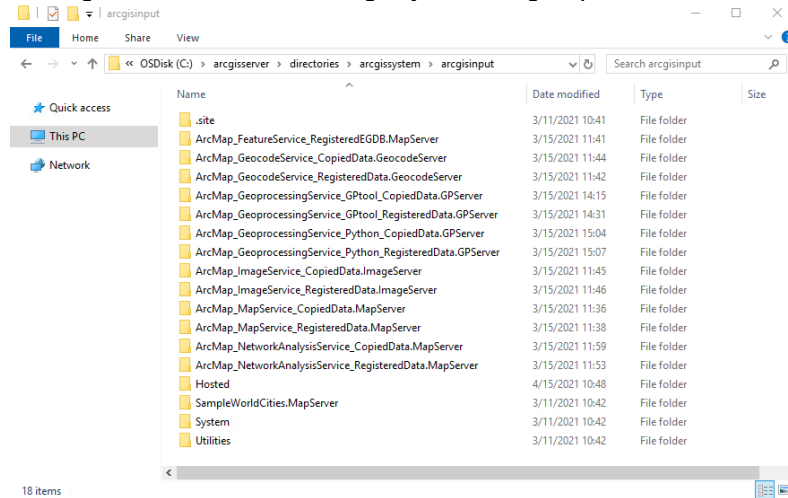 arcgisinput
File Home Share View
« OSDisk (C:) › arcgisserver › directories › arcgissystem › arcgisinput Search arcgisinput
Quick access
This PC
Network
Name Date modified Type Size
.site 3/11/2021 10:41 File folder
ArcMap_FeatureService_RegisteredEGDB.MapServer 3/15/2021 11:41 File folder
ArcMap_GeocodeService_CopiedData.GeocodeServer 3/15/2021 11:44 File folder
ArcMap_GeocodeService_RegisteredData.GeocodeServer 3/15/2021 11:42 File folder
ArcMap_GeoprocessingService_GPtool_CopiedData.GPServer 3/15/2021 14:15 File folder
ArcMap_GeoprocessingService_GPtool_RegisteredData.GPServer 3/15/2021 14:31 File folder
ArcMap_GeoprocessingService_Python_CopiedData.GPServer 3/15/2021 15:04 File folder
ArcMap_GeoprocessingService_Python_RegisteredData.GPServer 3/15/2021 15:07 File folder
ArcMap_ImageService_CopiedData.ImageServer 3/15/2021 11:45 File folder
ArcMap_ImageService_RegisteredData.ImageServer 3/15/2021 11:46 File folder
ArcMap_MapService_CopiedData.MapServer 3/15/2021 11:36 File folder
ArcMap_MapService_RegisteredData.MapServer 3/15/2021 11:38 File folder
ArcMap_NetworkAnalysisService_CopiedData.MapServer 3/15/2021 11:59 File folder
ArcMap_NetworkAnalysisService_RegisteredData.MapServer 3/15/2021 11:53 File folder
Hosted 4/15/2021 10:48 File folder
SampleWorldCities.MapServer 3/11/2021 10:42 File folder
System 3/11/2021 10:42 File folder
Utilities 3/11/2021 10:42 File folder
18 items